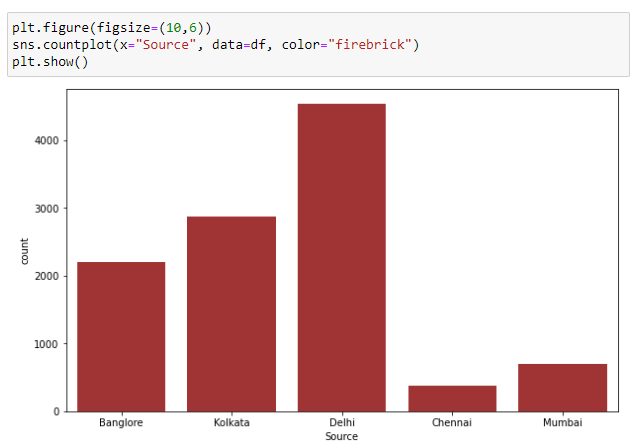 plt.figure(figsize=(10,6))
sns.countplot(x="Source", data=df, color="firebrick")
plt.show()
4000
3000
2000
1000
0
count
Banglore Kolkata Delhi Chennai Mumbai
Source